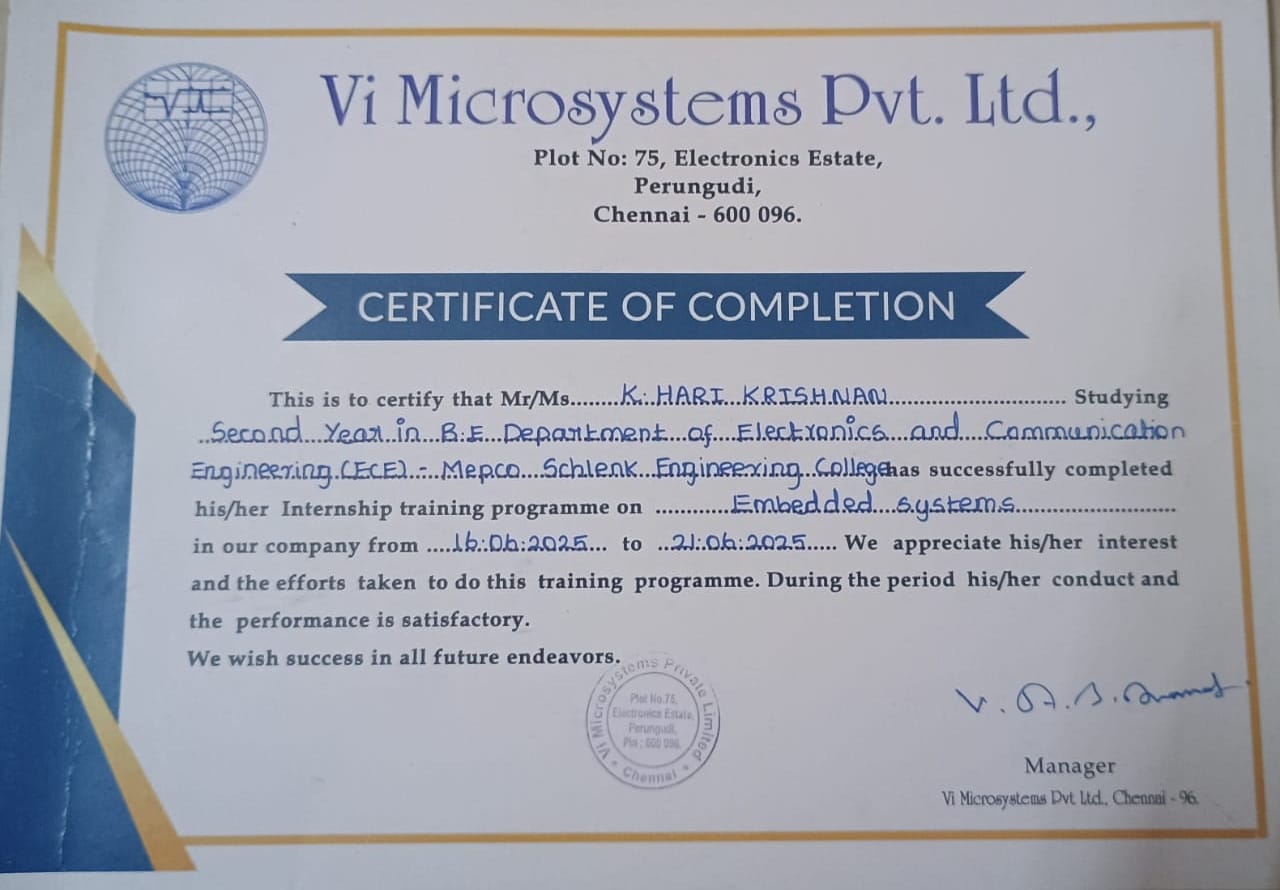 Vi Microsystems Pvt. Ltd.,
Plot No: 75, Electronics Estate,
Perungudi,
Chennai - 600 096.
CERTIFICATE OF COMPLETION
This is to certify that Mr/Ms........K. HARI KRISHNAN.............................. Studying
Second Year in B.E Department of Electronics and Communication
Engineering (ECE) - Mepco Schlenk Engineering College has successfully completed
his/her Internship training programme on ............Embedded systems............................
in our company from ....16.06.2025... to ..21.06.2025..... We appreciate his/her interest
and the efforts taken to do this training programme. During the period his/her conduct and
the performance is satisfactory.
We wish success in all future endeavors.
Vi Microsystems Private Limited
Plot No.75,
Electronics Estate,
Perungudi,
Pin : 600 096.
* Chennai *
Manager
Vi Microsystems Pvt. Ltd., Chennai - 96.